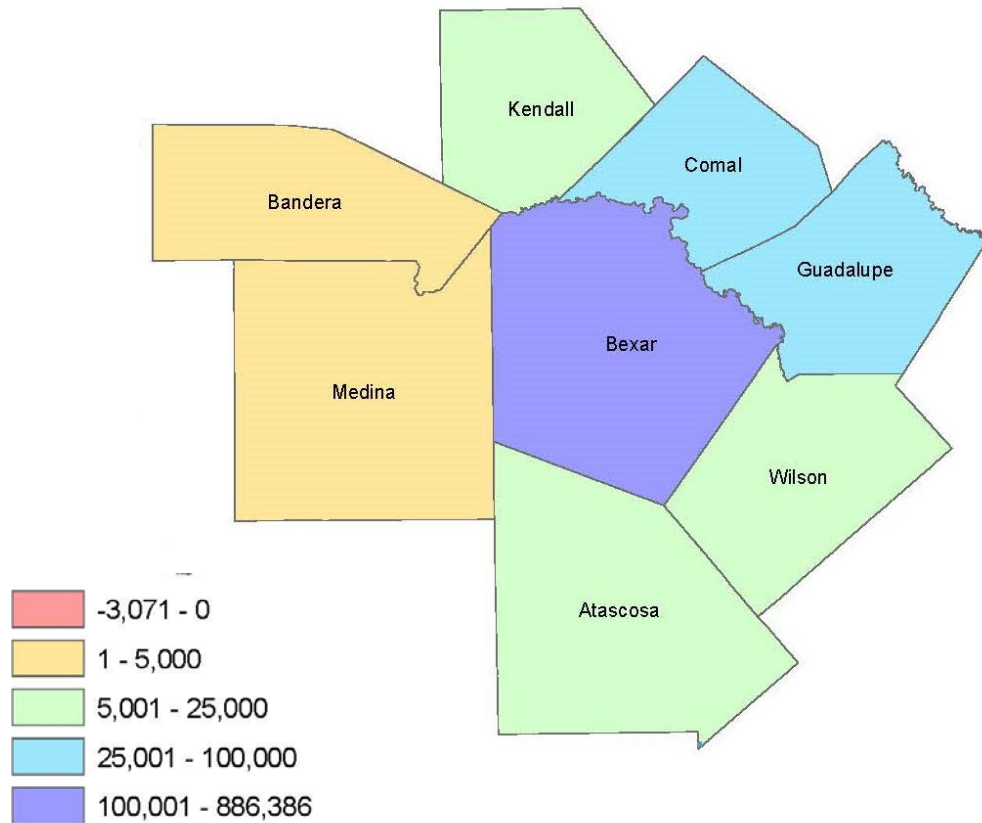 Kendall
Comal
Bandera
Guadalupe
Bexar
Medina
Wilson
Atascosa
-3,071 - 0
1 - 5,000
5,001 - 25,000
25,001 - 100,000
100,001 - 886,386